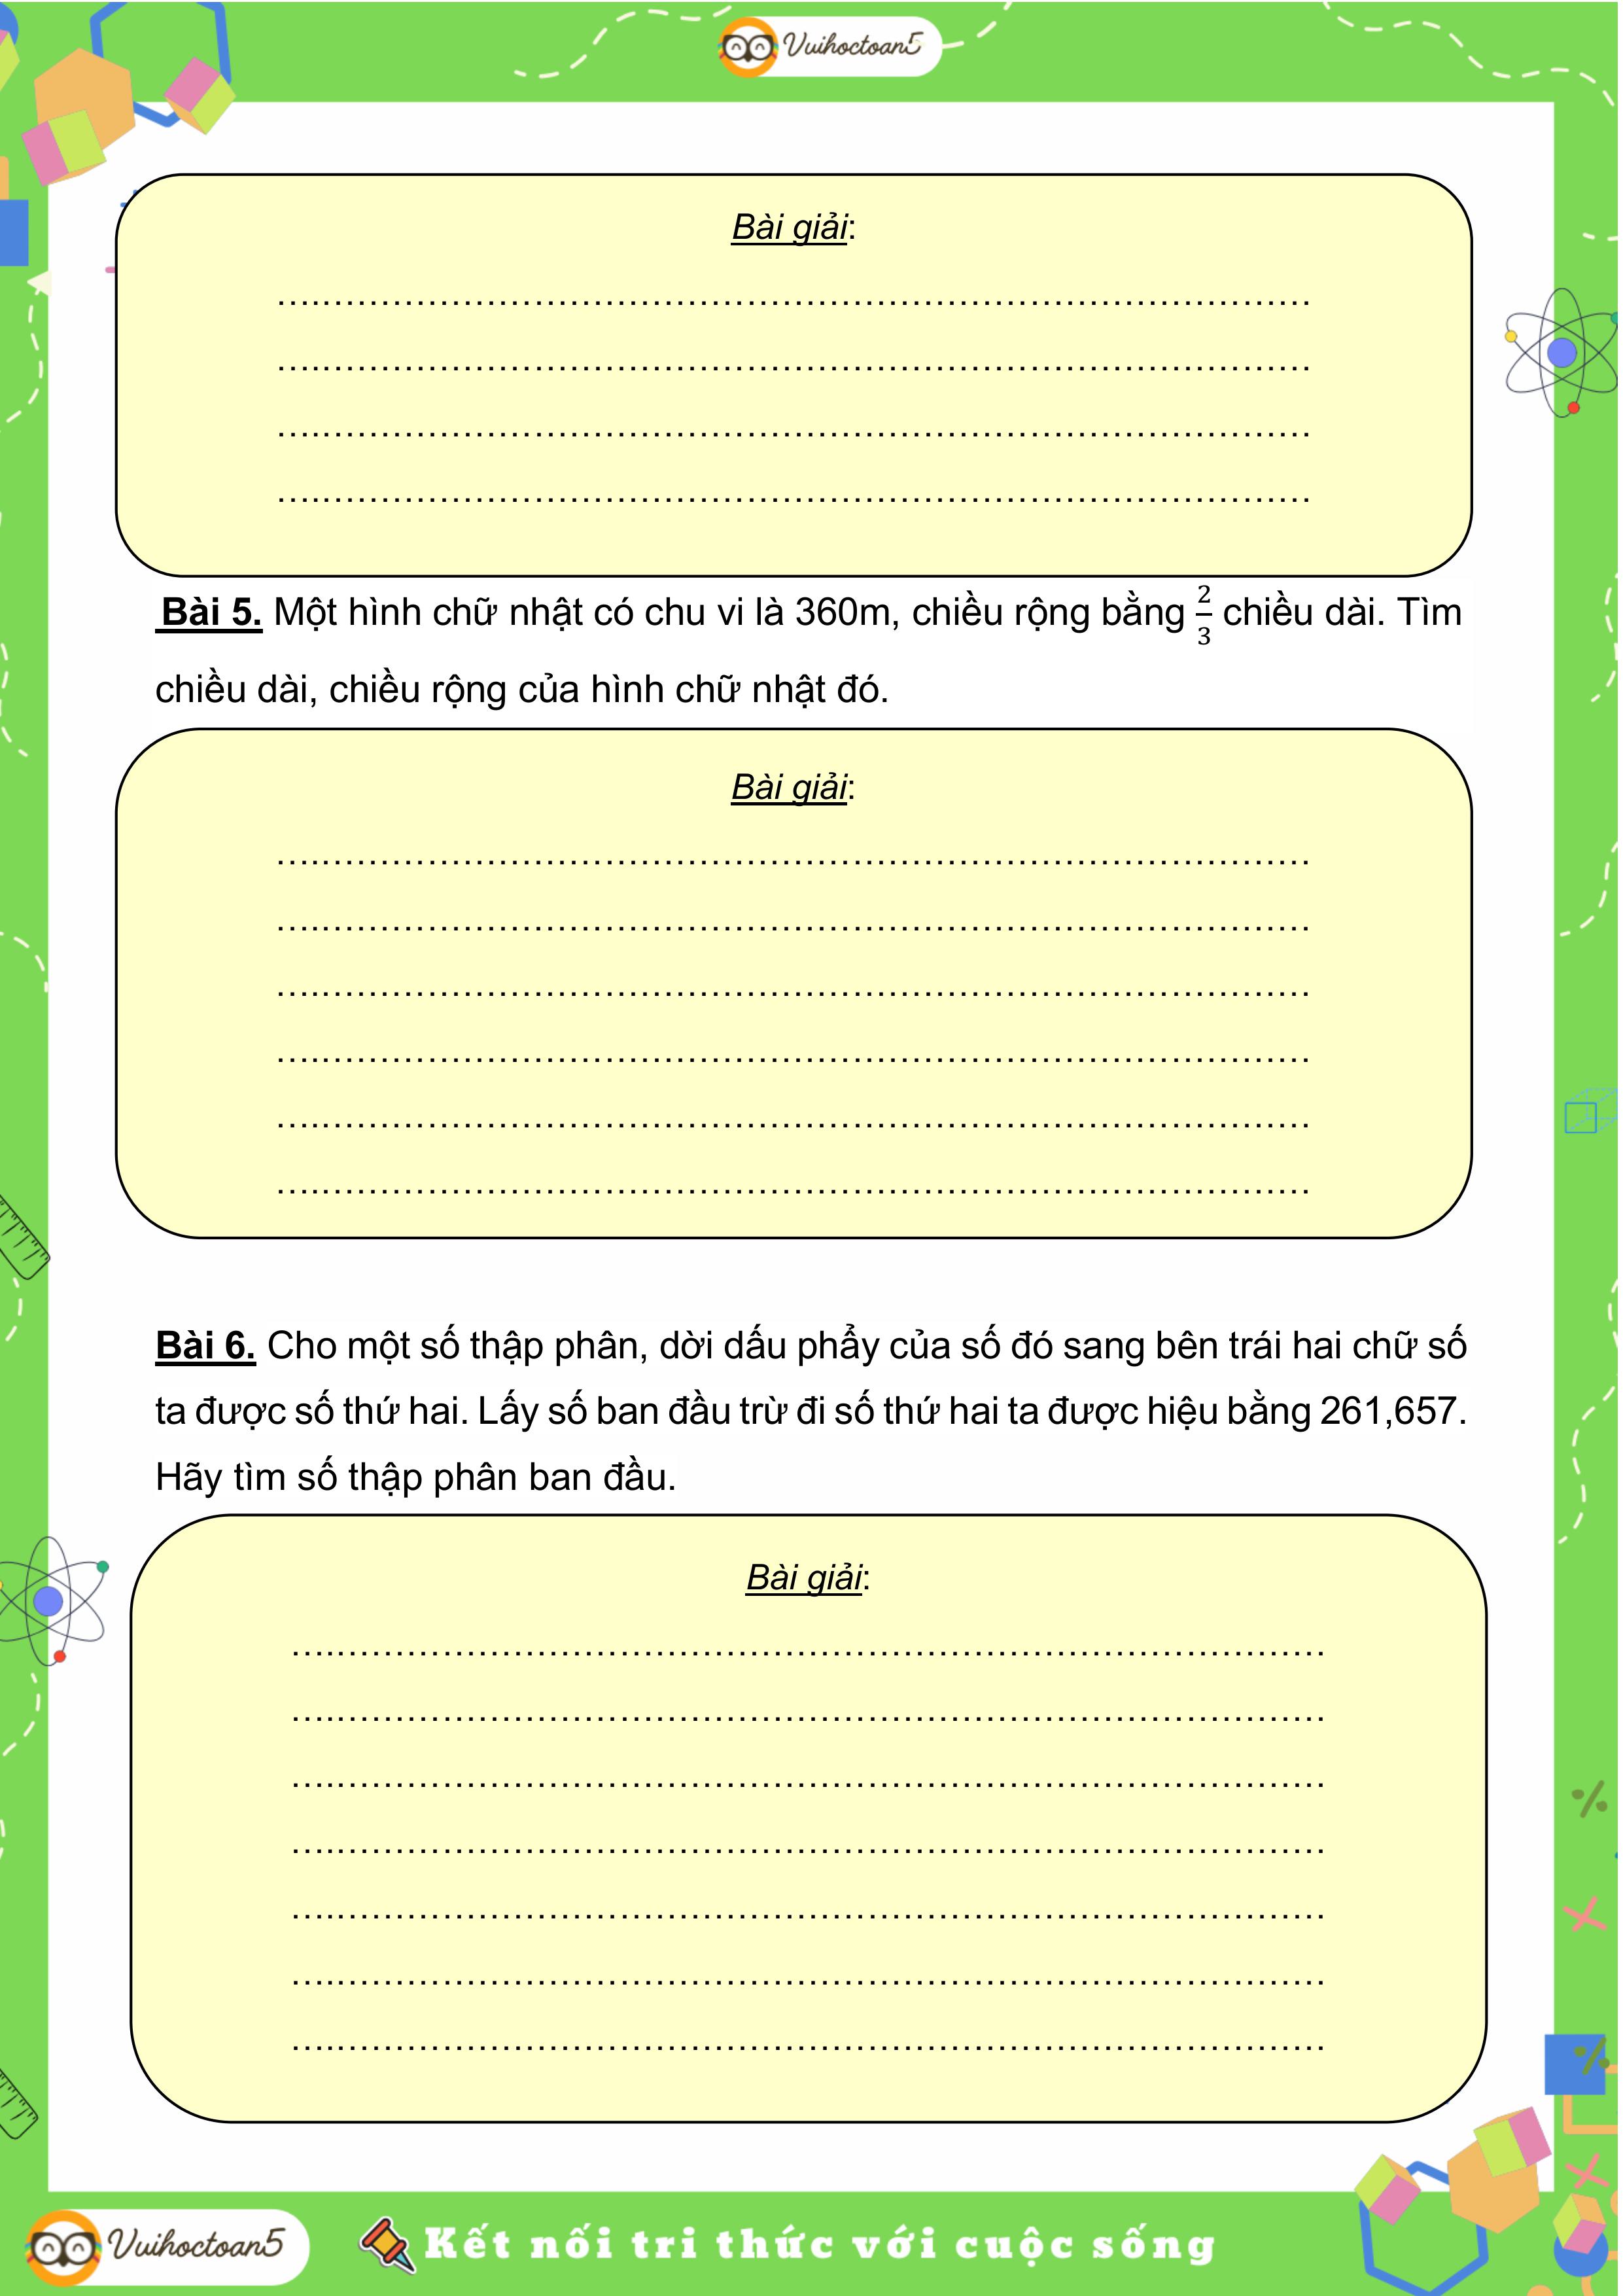 Vuihoctoan5
Bài giải:
................................................................................
................................................................................
................................................................................
................................................................................
Bài 5. Một hình chữ nhật có chu vi là 360m, chiều rộng bằng 2/3 chiều dài. Tìm
chiều dài, chiều rộng của hình chữ nhật đó.
Bài giải:
................................................................................
................................................................................
................................................................................
................................................................................
................................................................................
................................................................................
Bài 6. Cho một số thập phân, dời dấu phẩy của số đó sang bên trái hai chữ số
ta được số thứ hai. Lấy số ban đầu trừ đi số thứ hai ta được hiệu bằng 261,657.
Hãy tìm số thập phân ban đầu.
Bài giải:
................................................................................
................................................................................
................................................................................
................................................................................
................................................................................
................................................................................
................................................................................
Vuihoctoan5 Kết nối tri thức với cuộc sống